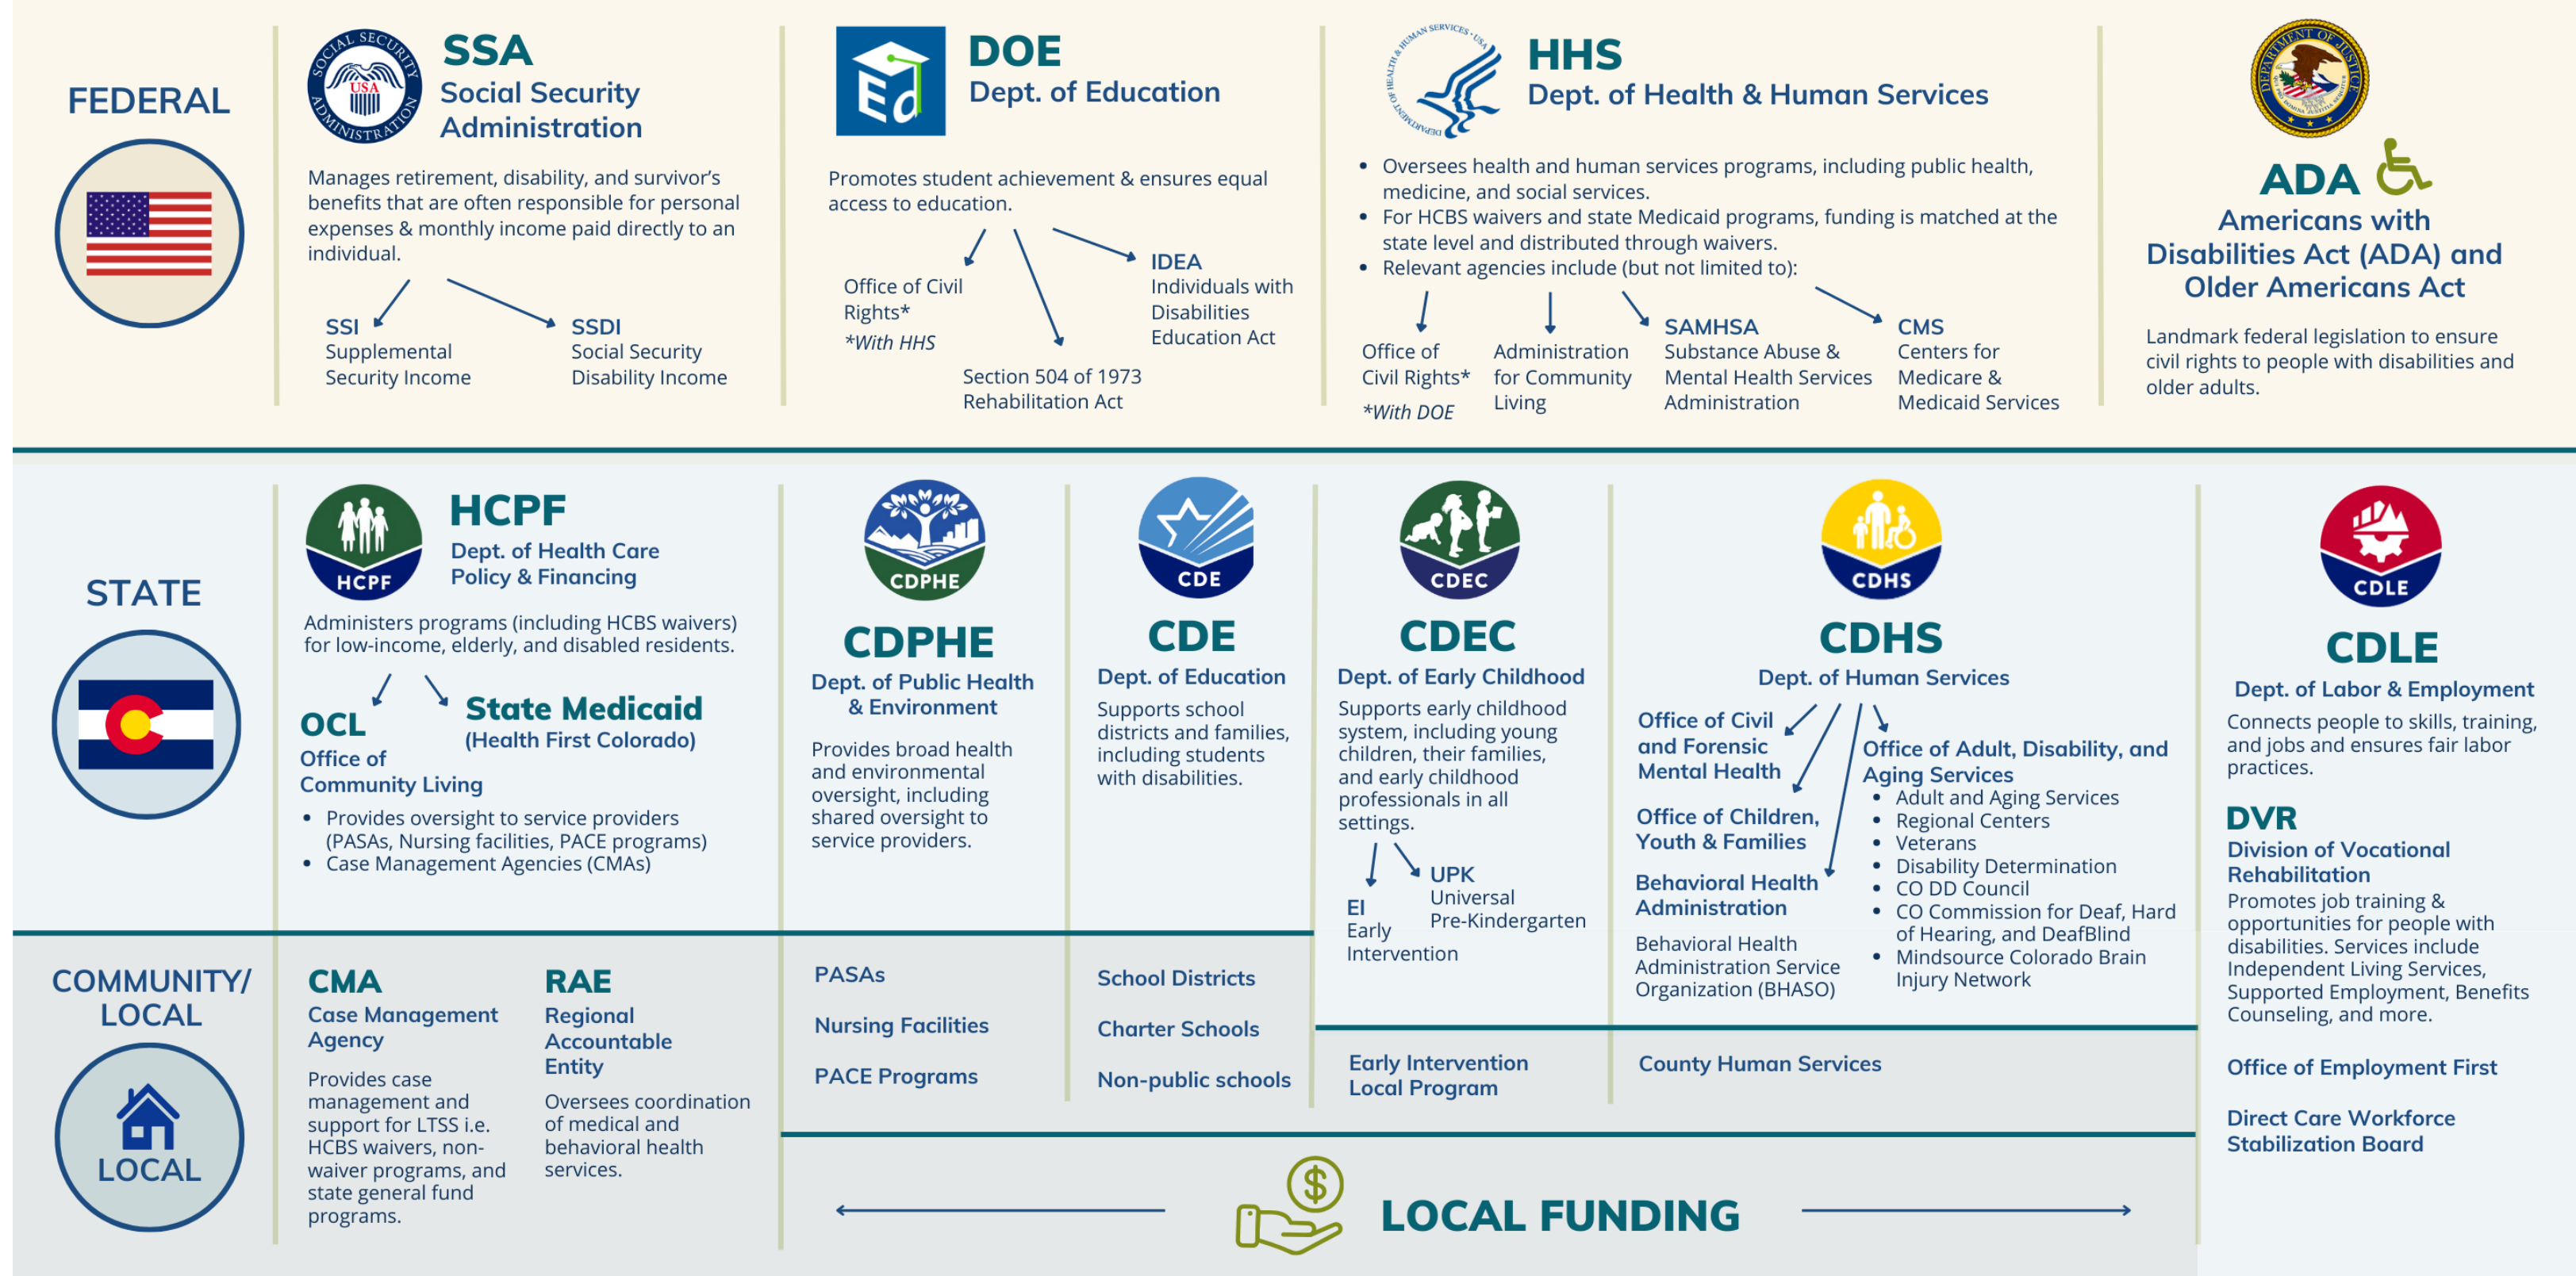 FEDERAL
SOCIAL SECURITY ADMINISTRATION
USA
SSA
Social Security
Administration
Manages retirement, disability, and survivor’s
benefits that are often responsible for personal
expenses & monthly income paid directly to an
individual.
SSI
Supplemental
Security Income
SSDI
Social Security
Disability Income
Ed
DOE
Dept. of Education
Promotes student achievement & ensures equal
access to education.
Office of Civil
Rights*
*With HHS
Section 504 of 1973
Rehabilitation Act
IDEA
Individuals with
Disabilities
Education Act
DEPARTMENT OF HEALTH & HUMAN SERVICES • USA
HHS
Dept. of Health & Human Services
• Oversees health and human services programs, including public health,
medicine, and social services.
• For HCBS waivers and state Medicaid programs, funding is matched at the
state level and distributed through waivers.
• Relevant agencies include (but not limited to):
Office of
Civil Rights*
*With DOE
Administration
for Community
Living
SAMHSA
Substance Abuse &
Mental Health Services
Administration
CMS
Centers for
Medicare &
Medicaid Services
DEPARTMENT OF JUSTICE
ADA
Americans with
Disabilities Act (ADA) and
Older Americans Act
Landmark federal legislation to ensure
civil rights to people with disabilities and
older adults.
STATE
HCPF
HCPF
Dept. of Health Care
Policy & Financing
Administers programs (including HCBS waivers)
for low-income, elderly, and disabled residents.
OCL
Office of
Community Living
State Medicaid
(Health First Colorado)
• Provides oversight to service providers
(PASAs, Nursing facilities, PACE programs)
• Case Management Agencies (CMAs)
CDPHE
CDPHE
Dept. of Public Health
& Environment
Provides broad health
and environmental
oversight, including
shared oversight to
service providers.
CDE
CDE
Dept. of Education
Supports school
districts and families,
including students
with disabilities.
CDEC
CDEC
Dept. of Early Childhood
Supports early childhood
system, including young
children, their families,
and early childhood
professionals in all
settings.
EI
Early
Intervention
UPK
Universal
Pre-Kindergarten
CDHS
CDHS
Dept. of Human Services
Office of Civil
and Forensic
Mental Health
Office of Children,
Youth & Families
Behavioral Health
Administration
Behavioral Health
Administration Service
Organization (BHASO)
Office of Adult, Disability, and
Aging Services
• Adult and Aging Services
• Regional Centers
• Veterans
• Disability Determination
• CO DD Council
• CO Commission for Deaf, Hard
of Hearing, and DeafBlind
• Mindsource Colorado Brain
Injury Network
CDLE
CDLE
Dept. of Labor & Employment
Connects people to skills, training,
and jobs and ensures fair labor
practices.
DVR
Division of Vocational
Rehabilitation
Promotes job training &
opportunities for people with
disabilities. Services include
Independent Living Services,
Supported Employment, Benefits
Counseling, and more.
Office of Employment First
Direct Care Workforce
Stabilization Board
COMMUNITY/
LOCAL
LOCAL
CMA
Case Management
Agency
Provides case
management and
support for LTSS i.e.
HCBS waivers, non-
waiver programs, and
state general fund
programs.
RAE
Regional
Accountable
Entity
Oversees coordination
of medical and
behavioral health
services.
PASAs
Nursing Facilities
PACE Programs
School Districts
Charter Schools
Non-public schools
Early Intervention
Local Program
County Human Services
$
LOCAL FUNDING